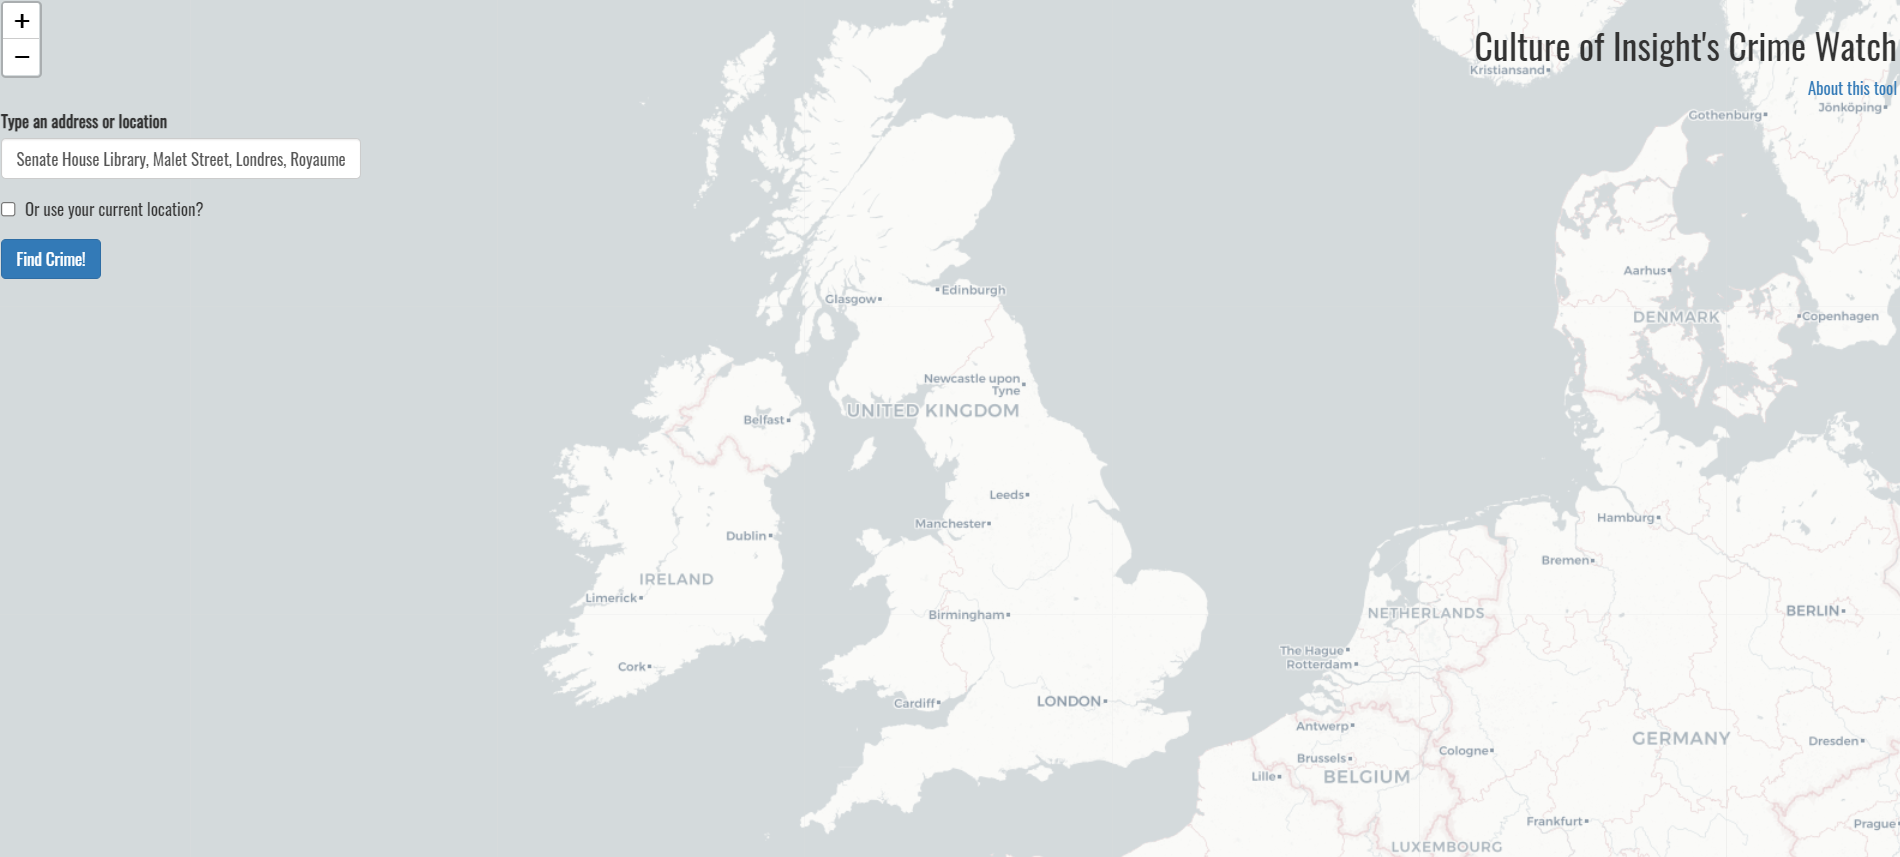 +
−
Culture of Insight's Crime Watch
About this tool
Type an address or location
Senate House Library, Malet Street, Londres, Royaume
Or use your current location?
Find Crime!
Kristiansand
Gothenburg
Jönköping
Aarhus
DENMARK
Copenhagen
Glasgow
Edinburgh
Newcastle upon
Tyne
UNITED KINGDOM
Belfast
Leeds
Manchester
Dublin
IRELAND
Limerick
Birmingham
Cork
Cardiff
LONDON
Hamburg
Bremen
NETHERLANDS
BERLIN
The Hague
Rotterdam
Antwerp
Brussels
Lille
BELGIUM
Cologne
GERMANY
Dresden
Frankfurt
Prague
LUXEMBOURG